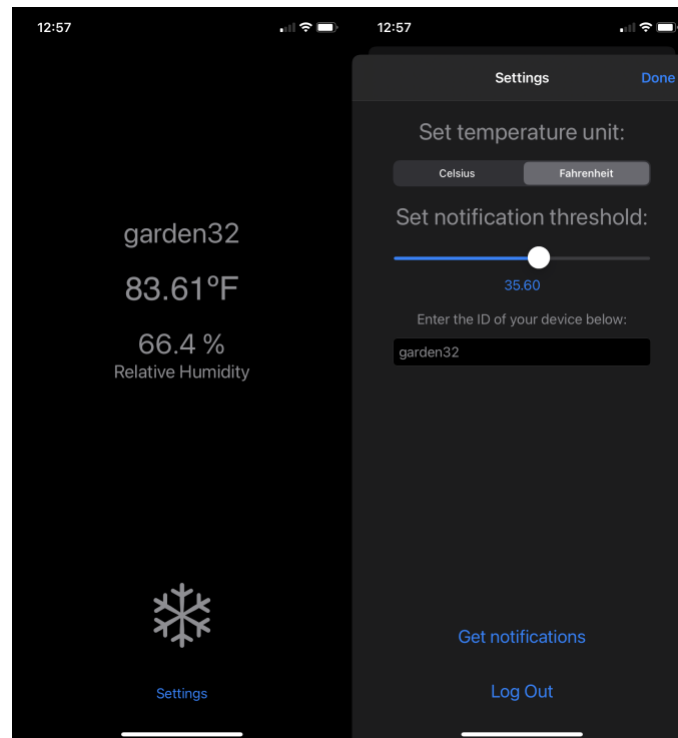 12:57
garden32
83.61°F
66.4 %
Relative Humidity
Settings
12:57
Settings
Done
Set temperature unit:
Celsius
Fahrenheit
Set notification threshold:
35.60
Enter the ID of your device below:
garden32
Get notifications
Log Out